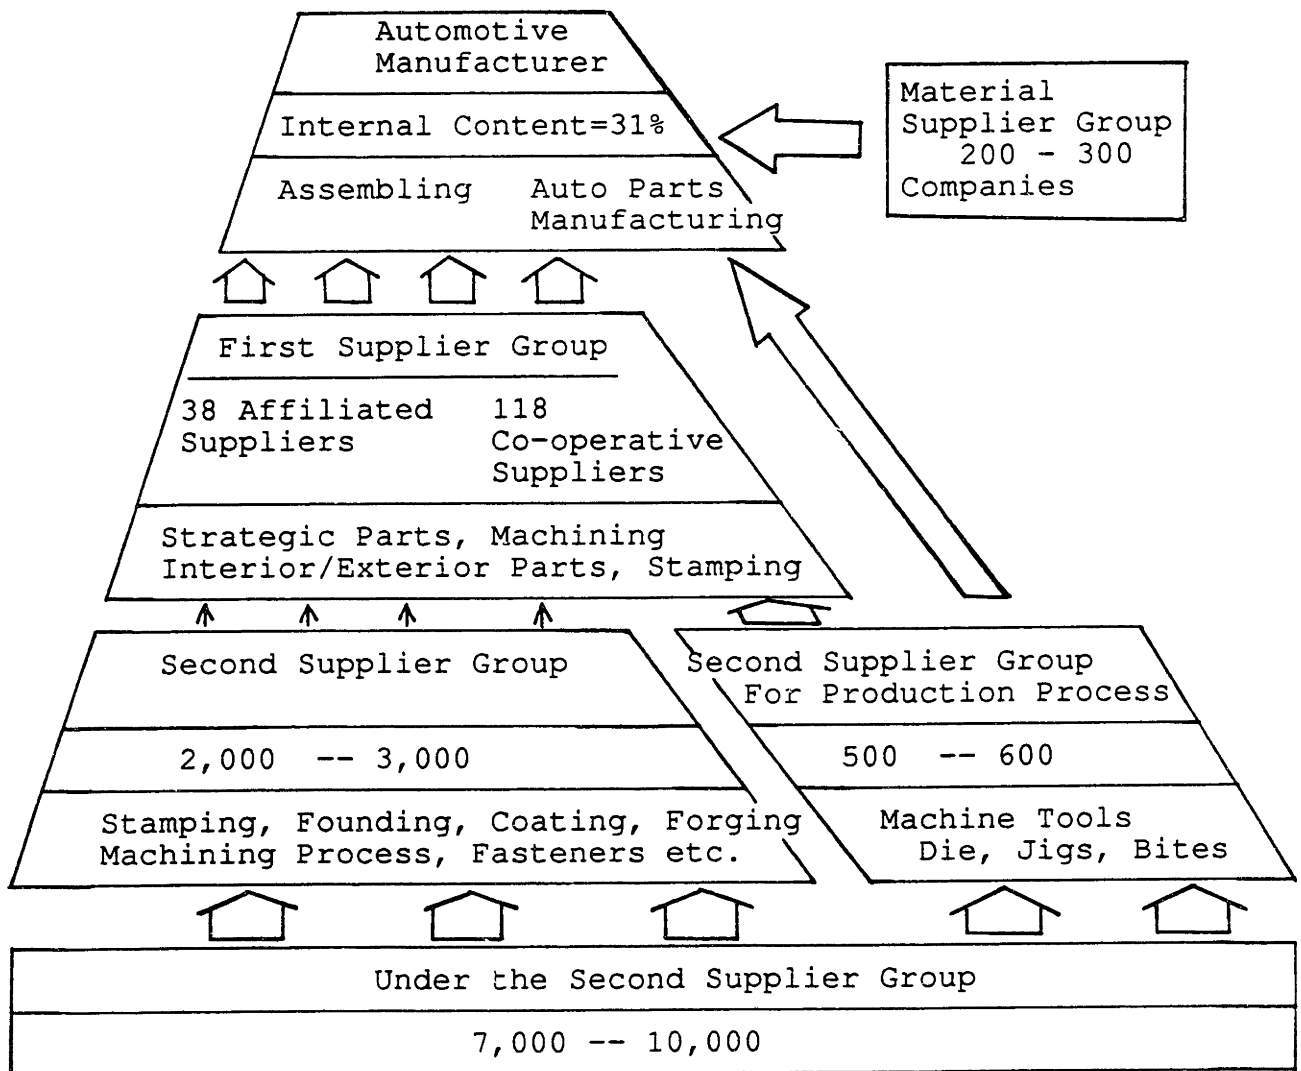 Automotive
Manufacturer
Internal Content=31%
Assembling Auto Parts
Manufacturing
Material
Supplier Group
200 - 300
Companies
First Supplier Group
38 Affiliated
Suppliers
118
Co-operative
Suppliers
Strategic Parts, Machining
Interior/Exterior Parts, Stamping
Second Supplier Group
2,000 -- 3,000
Stamping, Founding, Coating, Forging
Machining Process, Fasteners etc.
Second Supplier Group
For Production Process
500 -- 600
Machine Tools
Die, Jigs, Bites
Under the Second Supplier Group
7,000 -- 10,000